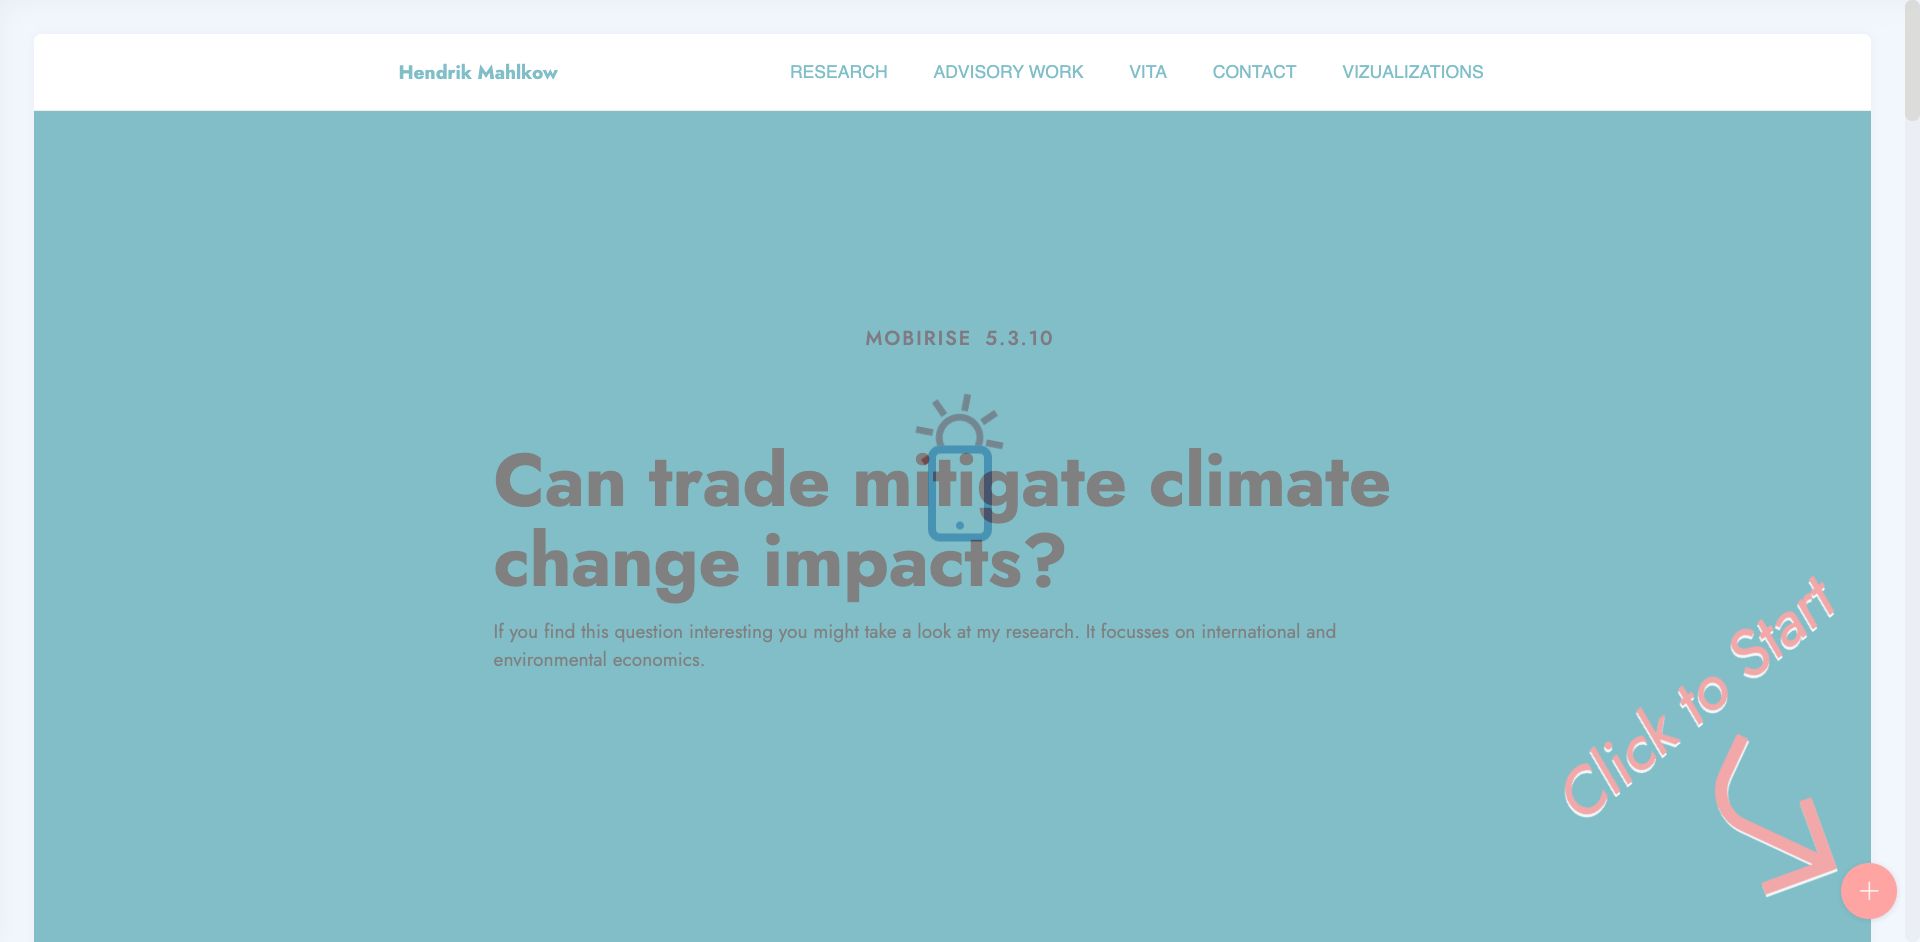 Hendrik Mahlkow
RESEARCH
ADVISORY WORK
VITA
CONTACT
VIZUALIZATIONS
MOBIRISE 5.3.10
Can trade mitigate climate
change impacts?
If you find this question interesting you might take a look at my research. It focusses on international and
environmental economics.
Click to Start